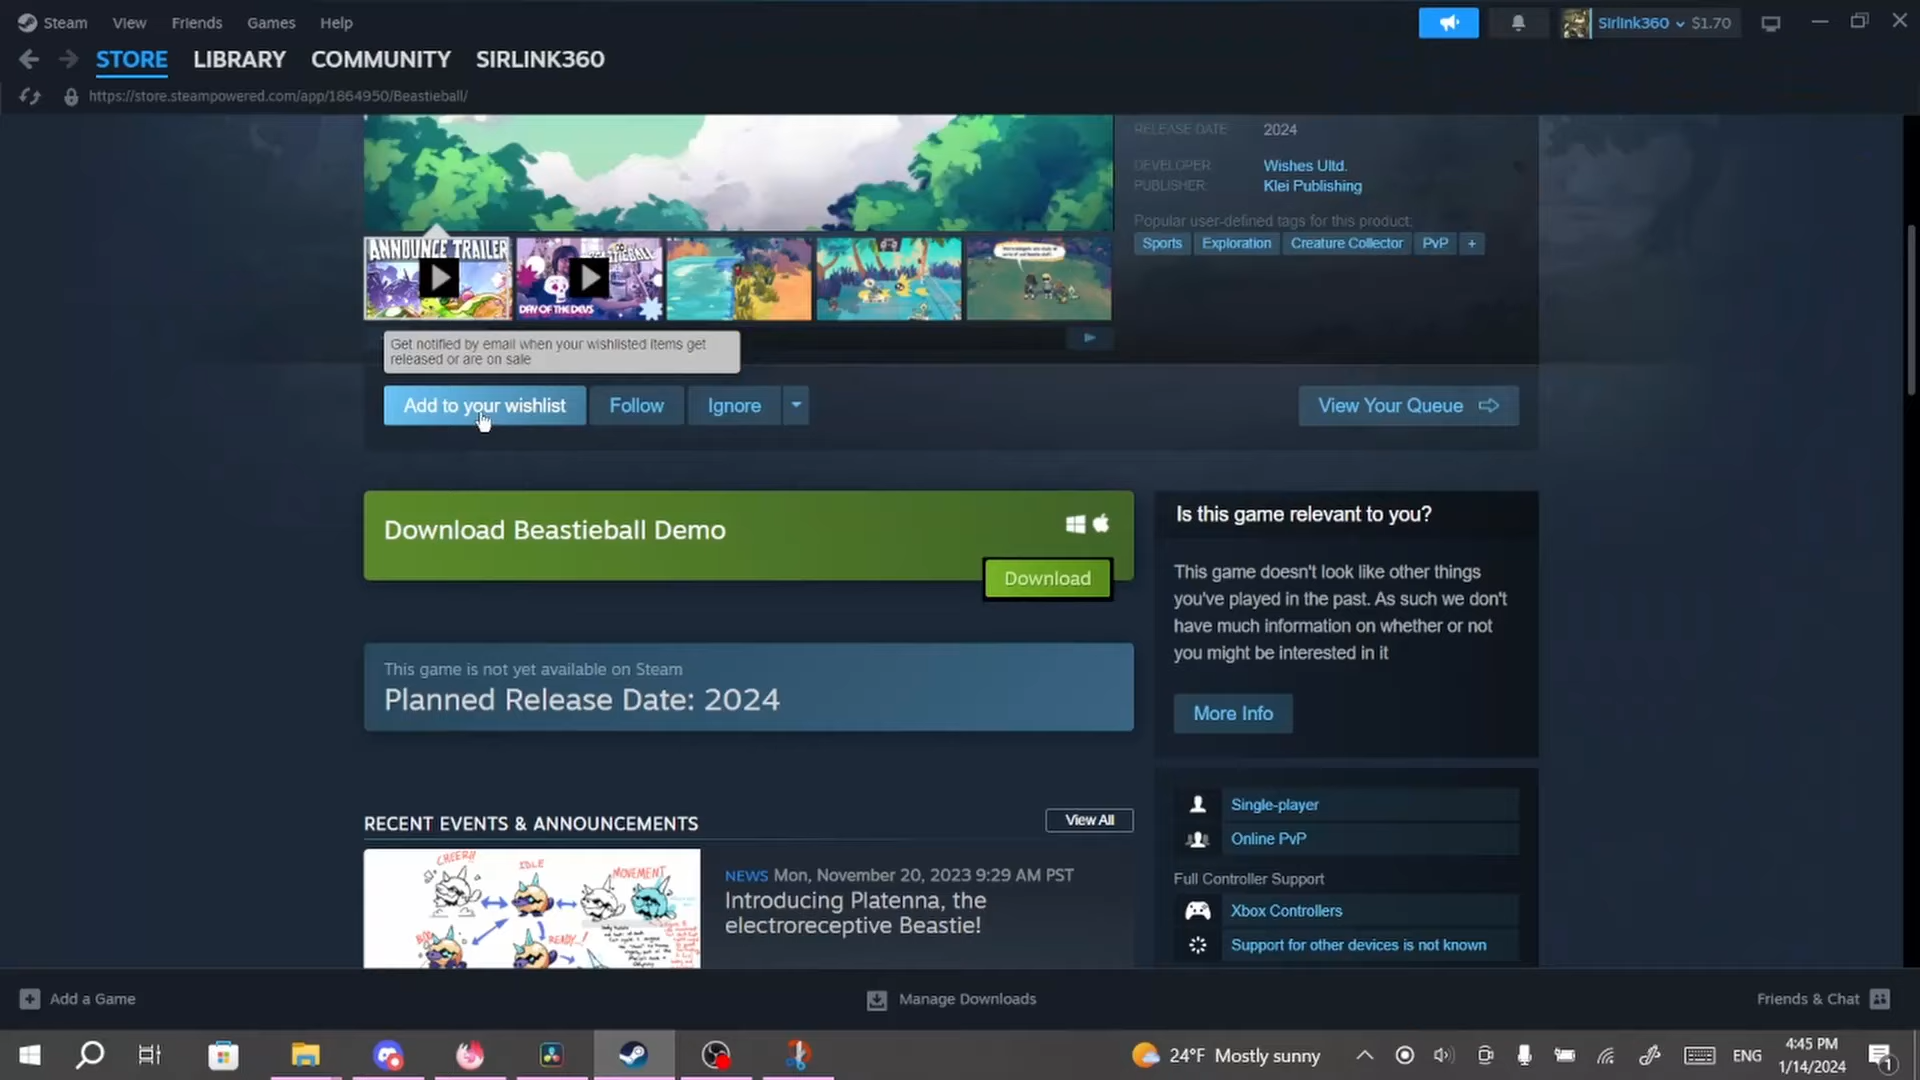 Steam View Friends Games Help
Sirlink360 $1.70
STORE LIBRARY COMMUNITY SIRLINK360
https://store.steampowered.com/app/1864950/Beastieball/
RELEASE DATE 2024
DEVELOPER: Wishes Ultd.
PUBLISHER: Klei Publishing
Popular user-defined tags for this product:
Sports Exploration Creature Collector PvP +
ANNOUNCE TRAILER
DAY OF THE DEVS
Get notified by email when your wishlisted items get
released or are on sale
Add to your wishlist Follow Ignore View Your Queue
Download Beastieball Demo
Download
Is this game relevant to you?
This game doesn't look like other things
you've played in the past. As such we don't
have much information on whether or not
you might be interested in it
More Info
This game is not yet available on Steam
Planned Release Date: 2024
RECENT EVENTS & ANNOUNCEMENTS View All
CHEER!! IDLE MOVEMENT
BOO READY...!
NEWS Mon, November 20, 2023 9:29 AM PST
Introducing Platenna, the
electroreceptive Beastie!
Single-player
Online PvP
Full Controller Support
Xbox Controllers
Support for other devices is not known
Add a Game Manage Downloads Friends & Chat
24°F Mostly sunny ENG 4:45 PM
1/14/2024 1